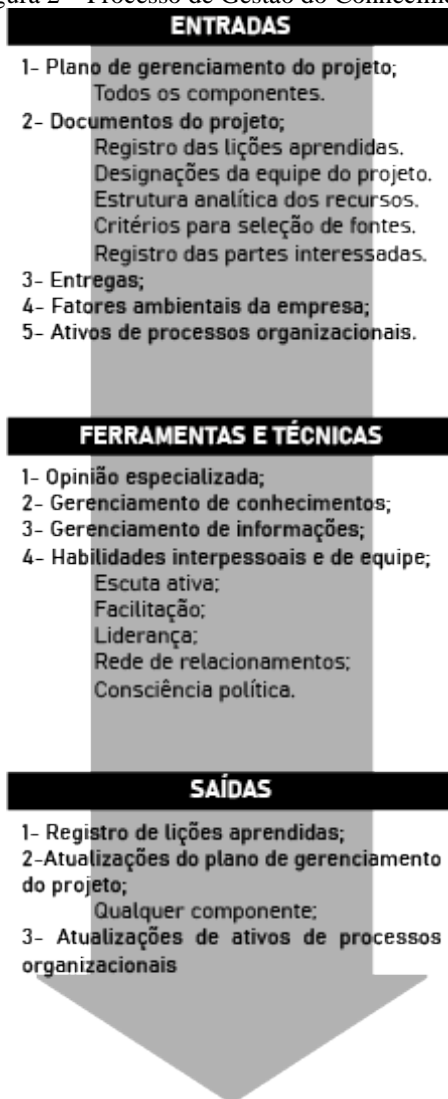 Processo de Gestão do
ENTRADAS
1- Plano de gerenciamento do projeto;
Todos os componentes.
2- Documentos do projeto;
Registro das lições aprendidas.
Designações da equipe do projeto.
Estrutura analítica dos recursos.
Critérios para seleção de fontes.
Registro das partes interessadas.
3- Entregas;
4- Fatores ambientais da empresa;
5- Ativos de processos organizacionais.
FERRAMENTAS E TÉCNICAS
1- Opinião especializada;
2- Gerenciamento de conhecimentos;
3- Gerenciamento de informações;
4- Habilidades interpessoais e de equipe;
Escuta ativa;
Facilitação;
Liderança;
Rede de relacionamentos;
Consciência política.
SAÍDAS
1- Registro de lições aprendidas;
2-Atualizações do plano de gerenciamento
do projeto;
Qualquer componente;
3- Atualizações de ativos de processos
organizacionais